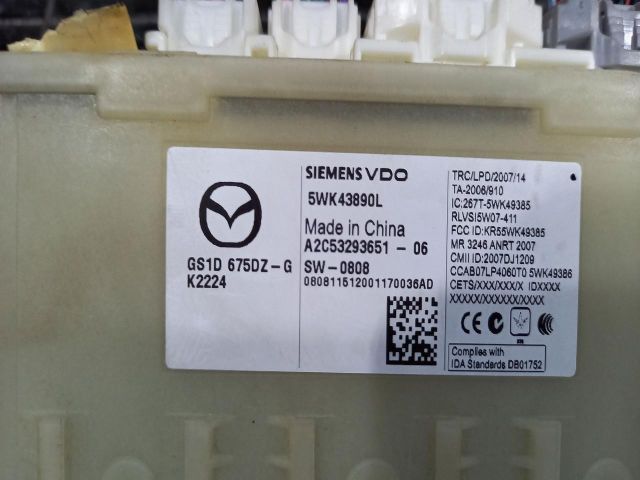 GS1D 675DZ-G
K2224
SIEMENS VDO
5WK43890L
Made in China
A2C53293651 - 06
SW-0808
080811512001170036AD
TRC/LPD/2007/14
TA-2006/910
IC:267T-5WK49385
RLVSI5W07-411
FCC ID:KR55WK49385
MR 3246 ANRT 2007
CMII ID:2007DJ1209
CCAB07LP4060T0 5WK49386
CETS/XXX/XXX/X IDXXXX
XXXXX/XXXXXX/XXXXX
CE
Complies with
IDA Standards DB01752